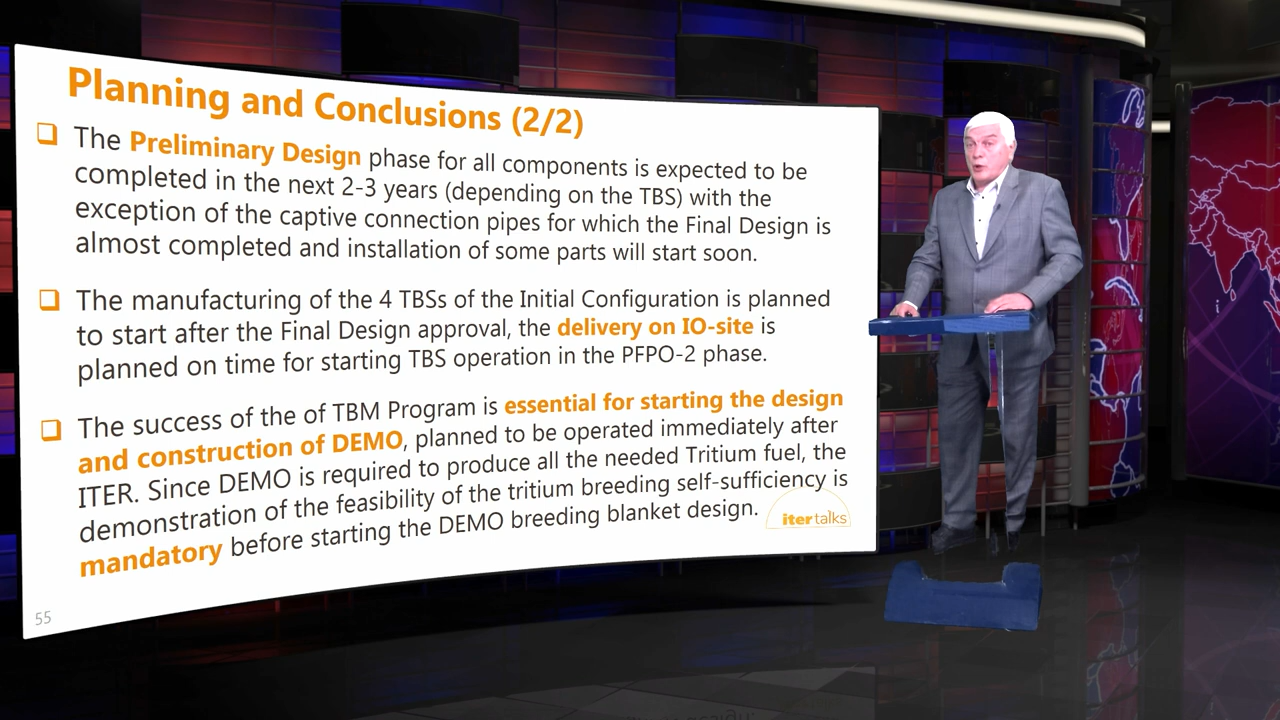 Planning and Conclusions (2/2)
The Preliminary Design phase for all components is expected to be
completed in the next 2-3 years (depending on the TBS) with the
exception of the captive connection pipes for which the Final Design is
almost completed and installation of some parts will start soon.
The manufacturing of the 4 TBSs of the Initial Configuration is planned
to start after the Final Design approval, the delivery on IO-site is
planned on time for starting TBS operation in the PFPO-2 phase.
The success of the of TBM Program is essential for starting the design
and construction of DEMO, planned to be operated immediately after
ITER. Since DEMO is required to produce all the needed Tritium fuel, the
demonstration of the feasibility of the tritium breeding self-sufficiency is
mandatory before starting the DEMO breeding blanket design.
iter talks
55